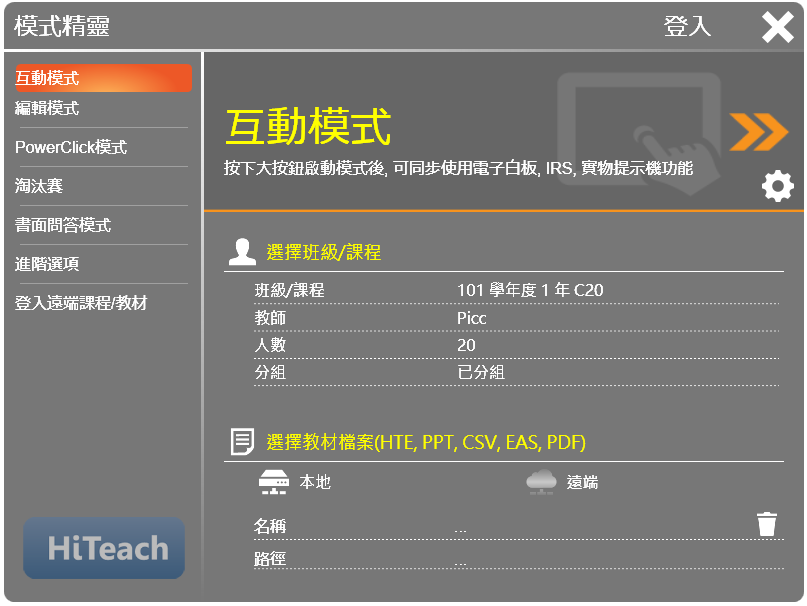 模式精靈
登入
互動模式
編輯模式
PowerClick模式
淘汰賽
書面問答模式
進階選項
登入遠端課程/教材
HiTeach
互動模式
按下大按鈕啟動模式後, 可同步使用電子白板, IRS, 實物提示機功能
選擇班級/課程
班級/課程 101 學年度 1 年 C20
教師 Picc
人數 20
分組 已分組
選擇教材檔案(HTE, PPT, CSV, EAS, PDF)
本地 遠端
名稱 ...
路徑 ...